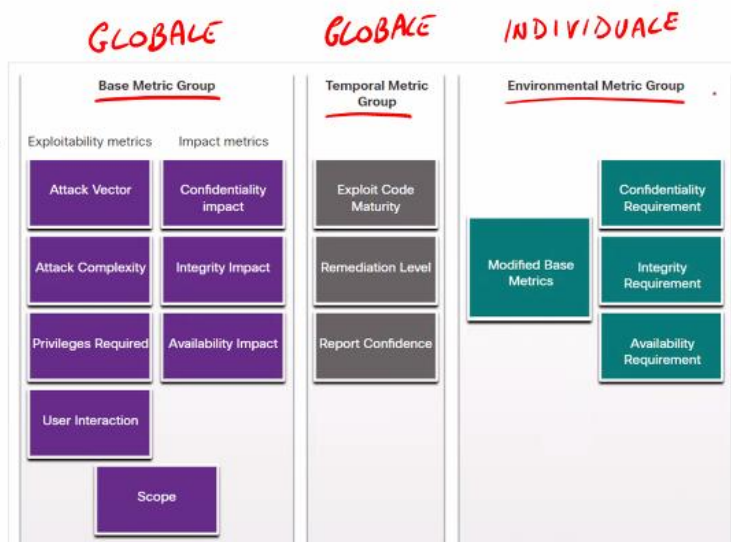 GLOBALE GLOBALE INDIVIDUALE
Base Metric Group
Exploitability metrics Impact metrics
Attack Vector
Confidentiality
impact
Attack Complexity
Integrity Impact
Privileges Required
Availability Impact
User Interaction
Scope
Temporal Metric
Group
Exploit Code
Maturity
Remediation Level
Report Confidence
Environmental Metric Group
Modified Base
Metrics
Confidentiality
Requirement
Integrity
Requirement
Availability
Requirement